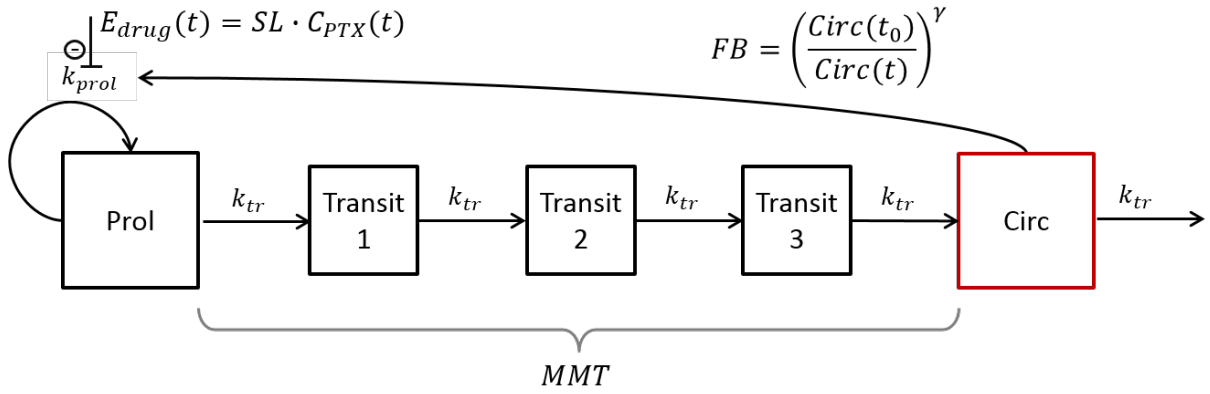 E_drug(t) = SL · C_PTX(t)
FB = (Circ(t_0) / Circ(t))^γ
⊖
k_prol
k_tr k_tr k_tr k_tr k_tr
Prol
Transit 1
Transit 2
Transit 3
Circ
MMT